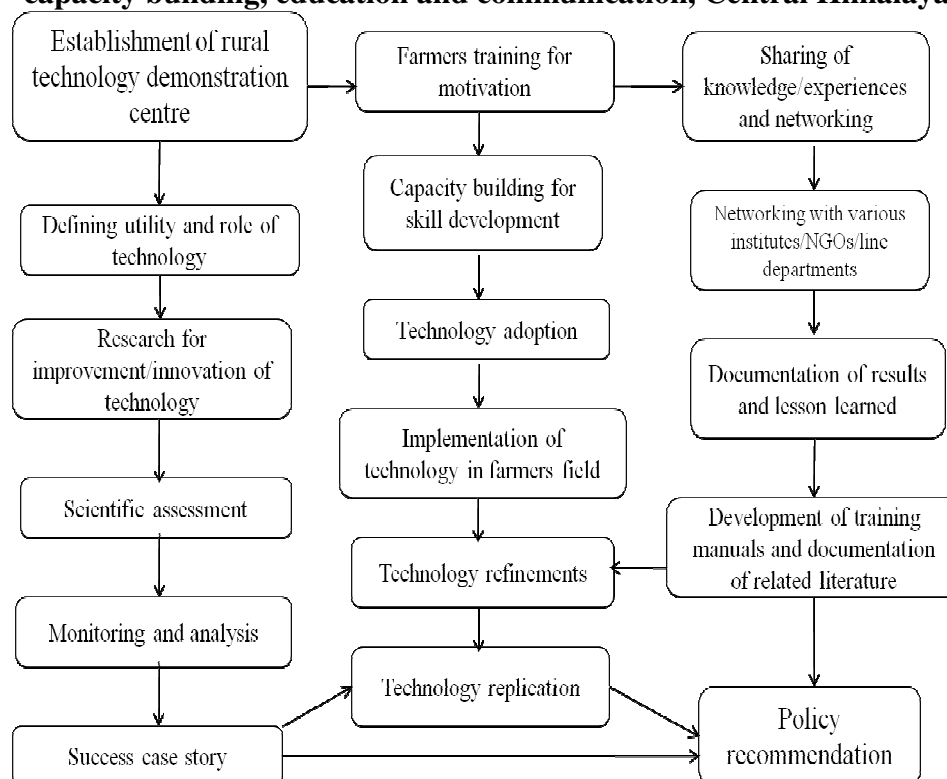 capacity building, education and communication, Central Himalaya
Establishment of rural
technology demonstration
centre
Farmers training for
motivation
Sharing of
knowledge/experiences
and networking
Defining utility and role of
technology
Capacity building for
skill development
Networking with various
institutes/NGOs/line
departments
Research for
improvement/innovation of
technology
Technology adoption
Documentation of results
and lesson learned
Scientific assessment
Implementation of
technology in farmers field
Development of training
manuals and documentation
of related literature
Monitoring and analysis
Technology refinements
Success case story
Technology replication
Policy
recommendation